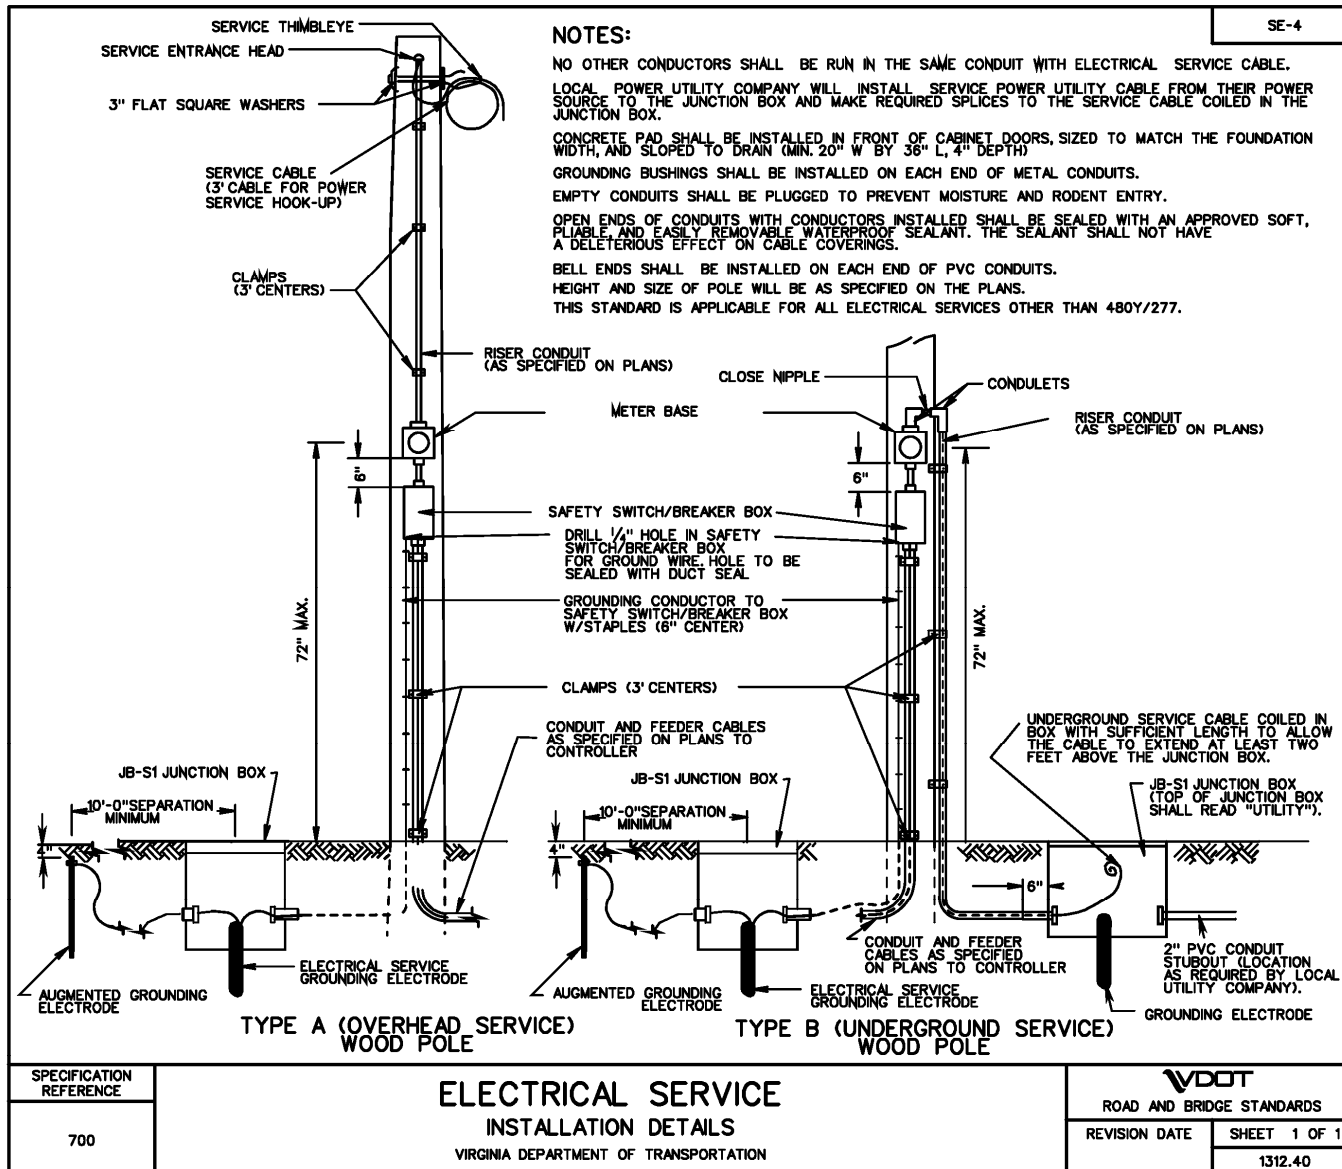 SE-4
NOTES:
NO OTHER CONDUCTORS SHALL BE RUN IN THE SAME CONDUIT WITH ELECTRICAL SERVICE CABLE.
LOCAL POWER UTILITY COMPANY WILL INSTALL SERVICE POWER UTILITY CABLE FROM THEIR POWER
SOURCE TO THE JUNCTION BOX AND MAKE REQUIRED SPLICES TO THE SERVICE CABLE COILED IN THE
JUNCTION BOX.
CONCRETE PAD SHALL BE INSTALLED IN FRONT OF CABINET DOORS, SIZED TO MATCH THE FOUNDATION
WIDTH, AND SLOPED TO DRAIN (MIN. 20" W BY 36" L, 4" DEPTH)
GROUNDING BUSHINGS SHALL BE INSTALLED ON EACH END OF METAL CONDUITS.
EMPTY CONDUITS SHALL BE PLUGGED TO PREVENT MOISTURE AND RODENT ENTRY.
OPEN ENDS OF CONDUITS WITH CONDUCTORS INSTALLED SHALL BE SEALED WITH AN APPROVED SOFT,
PLIABLE, AND EASILY REMOVABLE WATERPROOF SEALANT. THE SEALANT SHALL NOT HAVE
A DELETERIOUS EFFECT ON CABLE COVERINGS.
BELL ENDS SHALL BE INSTALLED ON EACH END OF PVC CONDUITS.
HEIGHT AND SIZE OF POLE WILL BE AS SPECIFIED ON THE PLANS.
THIS STANDARD IS APPLICABLE FOR ALL ELECTRICAL SERVICES OTHER THAN 480Y/277.
SERVICE THIMBLEYE
SERVICE ENTRANCE HEAD
3" FLAT SQUARE WASHERS
SERVICE CABLE
(3' CABLE FOR POWER
SERVICE HOOK-UP)
CLAMPS
(3' CENTERS)
RISER CONDUIT
(AS SPECIFIED ON PLANS)
CLOSE NIPPLE
CONDULETS
METER BASE
RISER CONDUIT
(AS SPECIFIED ON PLANS)
6"
6"
SAFETY SWITCH/BREAKER BOX
DRILL 1/4" HOLE IN SAFETY
SWITCH/BREAKER BOX
FOR GROUND WIRE. HOLE TO BE
SEALED WITH DUCT SEAL
GROUNDING CONDUCTOR TO
SAFETY SWITCH/BREAKER BOX
W/STAPLES (6" CENTER)
72" MAX.
72" MAX.
CLAMPS (3' CENTERS)
CONDUIT AND FEEDER CABLES
AS SPECIFIED ON PLANS TO
CONTROLLER
UNDERGROUND SERVICE CABLE COILED IN
BOX WITH SUFFICIENT LENGTH TO ALLOW
THE CABLE TO EXTEND AT LEAST TWO
FEET ABOVE THE JUNCTION BOX.
JB-S1 JUNCTION BOX
JB-S1 JUNCTION BOX
JB-S1 JUNCTION BOX
(TOP OF JUNCTION BOX
SHALL READ "UTILITY").
10'-0" SEPARATION
MINIMUM
10'-0" SEPARATION
MINIMUM
4"
4"
6"
ELECTRICAL SERVICE
GROUNDING ELECTRODE
AUGMENTED GROUNDING
ELECTRODE
CONDUIT AND FEEDER
CABLES AS SPECIFIED
ON PLANS TO CONTROLLER
AUGMENTED GROUNDING
ELECTRODE
ELECTRICAL SERVICE
GROUNDING ELECTRODE
2" PVC CONDUIT
STUBOUT (LOCATION
AS REQUIRED BY LOCAL
UTILITY COMPANY).
GROUNDING ELECTRODE
TYPE A (OVERHEAD SERVICE)
WOOD POLE
TYPE B (UNDERGROUND SERVICE)
WOOD POLE
SPECIFICATION
REFERENCE
700
ELECTRICAL SERVICE
INSTALLATION DETAILS
VIRGINIA DEPARTMENT OF TRANSPORTATION
VDOT
ROAD AND BRIDGE STANDARDS
REVISION DATE
SHEET 1 OF 1
1312.40